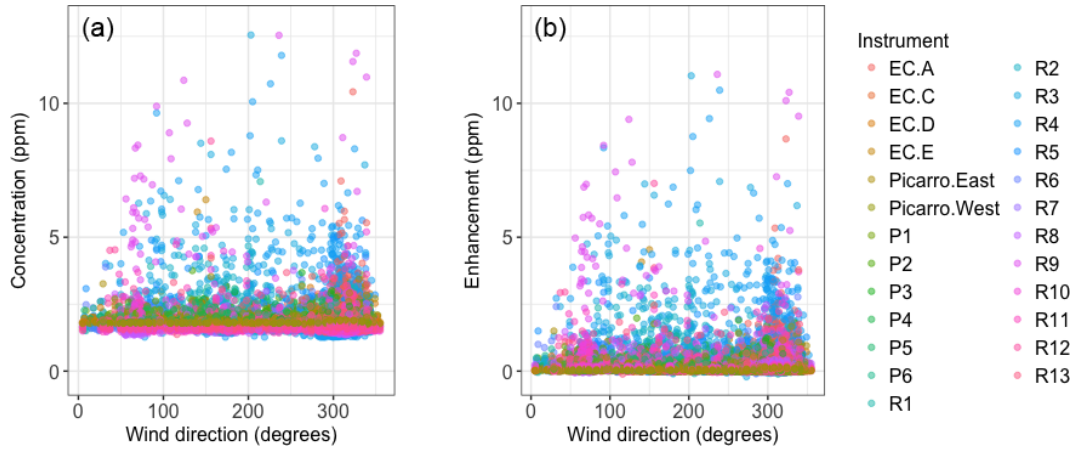 (a)
Concentration (ppm)
10
5
0
0
100
200
300
Wind direction (degrees)
(b)
Enhancement (ppm)
10
5
0
0
100
200
300
Wind direction (degrees)
Instrument
EC.A
EC.C
EC.D
EC.E
Picarro.East
Picarro.West
P1
P2
P3
P4
P5
P6
R1
R2
R3
R4
R5
R6
R7
R8
R9
R10
R11
R12
R13